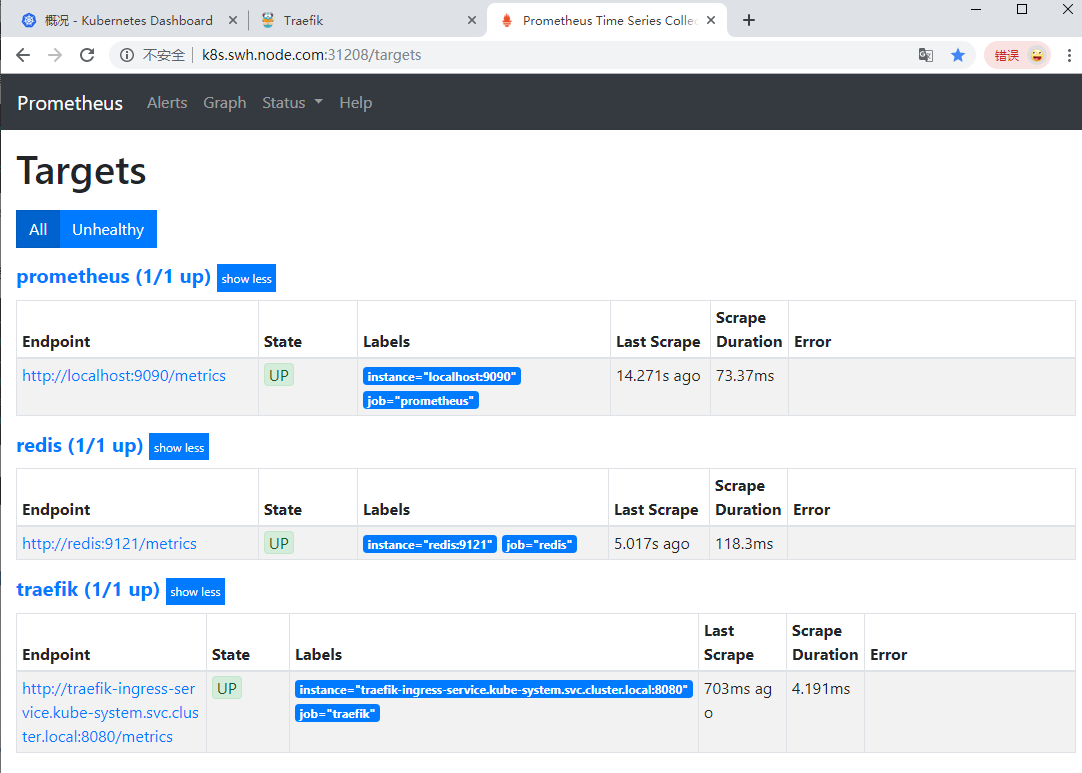 概况 - Kubernetes Dashboard
Traefik
Prometheus Time Series Collec
不安全 k8s.swh.node.com:31208/targets 错误
Prometheus Alerts Graph Status Help
Targets
All Unhealthy
prometheus (1/1 up) show less
Scrape
Endpoint State Labels Last Scrape Duration Error
http://localhost:9090/metrics UP instance="localhost:9090" 14.271s ago 73.37ms
job="prometheus"
redis (1/1 up) show less
Scrape
Endpoint State Labels Last Scrape Duration Error
http://redis:9121/metrics UP instance="redis:9121" job="redis" 5.017s ago 118.3ms
traefik (1/1 up) show less
Last Scrape
Endpoint State Labels Scrape Duration Error
http://traefik-ingress-ser UP instance="traefik-ingress-service.kube-system.svc.cluster.local:8080" 703ms ag 4.191ms
vice.kube-system.svc.clus job="traefik" o
ter.local:8080/metrics